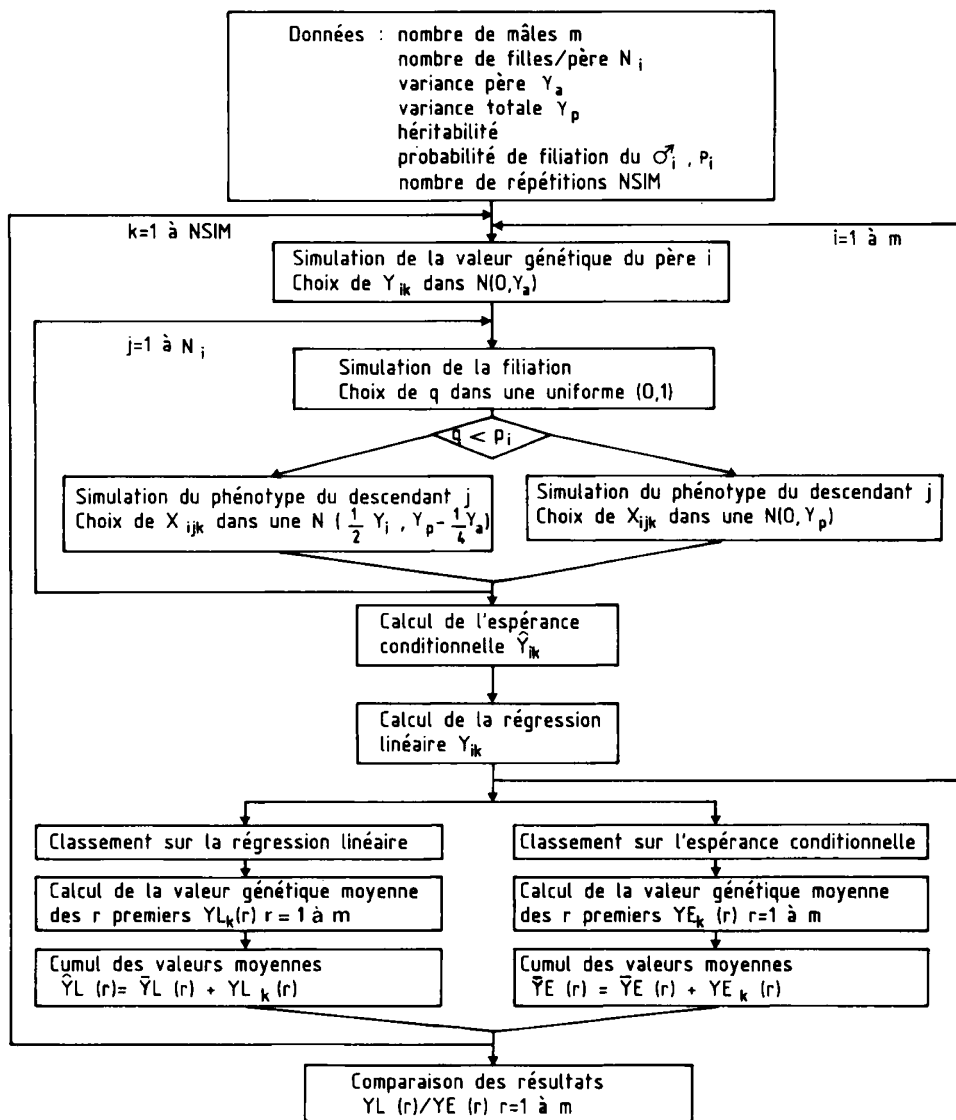 Données : nombre de mâles m
nombre de filles/père N i
variance père Y a
variance totale Y p
héritabilité
probabilité de filiation du ♂ i , P i
nombre de répétitions NSIM
k=1 à NSIM
i=1 à m
Simulation de la valeur génétique du père i
Choix de Y ik dans N(0,Y a)
j=1 à N i
Simulation de la filiation
Choix de q dans une uniforme (0,1)
q < p i
Simulation du phénotype du descendant j
Choix de X ijk dans une N ( 1/2 Y i , Y p - 1/4 Y a)
Simulation du phénotype du descendant j
Choix de X ijk dans une N(0, Y p)
Calcul de l'espérance
conditionnelle Ŷ ik
Calcul de la régression
linéaire Y ik
Classement sur la régression linéaire
Calcul de la valeur génétique moyenne
des r premiers YL k(r) r = 1 à m
Cumul des valeurs moyennes
ŶL (r)= ȲL (r) + YL k (r)
Classement sur l'espérance conditionnelle
Calcul de la valeur génétique moyenne
des r premiers YE k (r) r=1 à m
Cumul des valeurs moyennes
ȲE (r) = ȲE (r) + YE k (r)
Comparaison des résultats
YL (r)/YE (r) r=1 à m